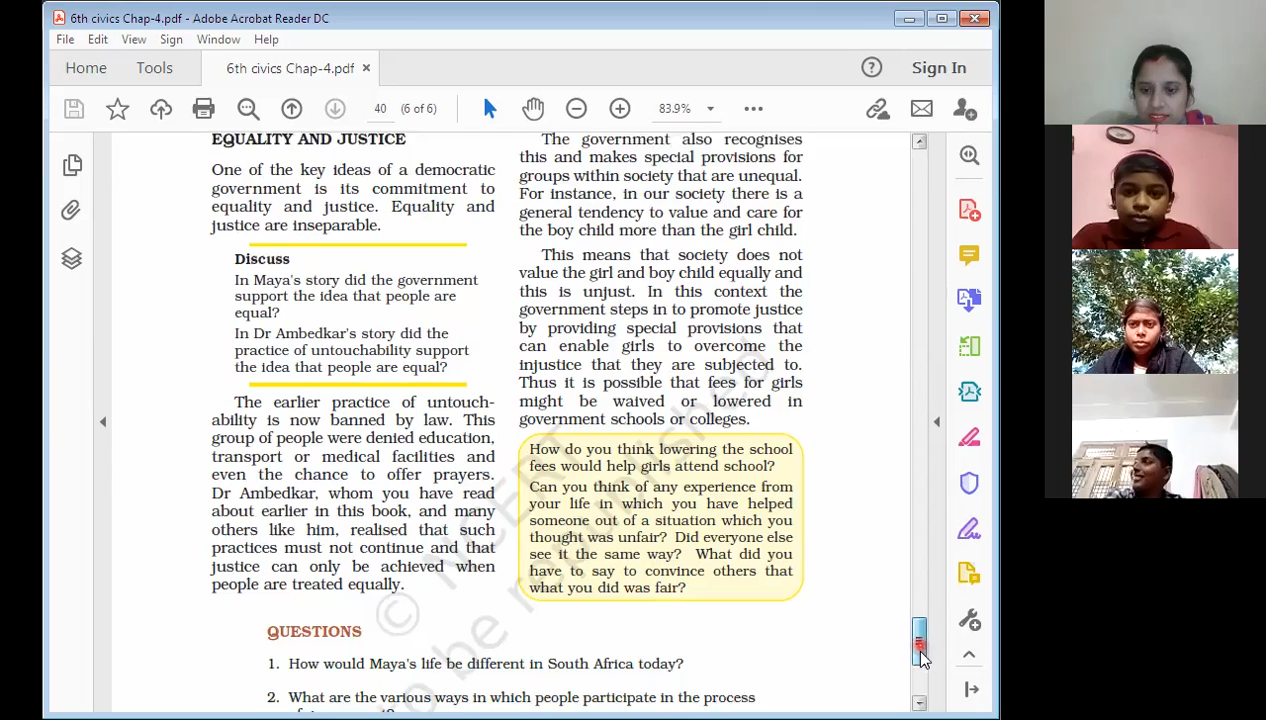 6th civics Chap-4.pdf - Adobe Acrobat Reader DC
File Edit View Sign Window Help
Home Tools 6th civics Chap-4.pdf × Sign In
40 (6 of 6) 83.9%
EQUALITY AND JUSTICE
One of the key ideas of a democratic
government is its commitment to
equality and justice. Equality and
justice are inseparable.
Discuss
In Maya's story did the government
support the idea that people are
equal?
In Dr Ambedkar's story did the
practice of untouchability support
the idea that people are equal?
The earlier practice of untouch-
ability is now banned by law. This
group of people were denied education,
transport or medical facilities and
even the chance to offer prayers.
Dr Ambedkar, whom you have read
about earlier in this book, and many
others like him, realised that such
practices must not continue and that
justice can only be achieved when
people are treated equally.
The government also recognises
this and makes special provisions for
groups within society that are unequal.
For instance, in our society there is a
general tendency to value and care for
the boy child more than the girl child.
This means that society does not
value the girl and boy child equally and
this is unjust. In this context the
government steps in to promote justice
by providing special provisions that
can enable girls to overcome the
injustice that they are subjected to.
Thus it is possible that fees for girls
might be waived or lowered in
government schools or colleges.
How do you think lowering the school
fees would help girls attend school?
Can you think of any experience from
your life in which you have helped
someone out of a situation which you
thought was unfair? Did everyone else
see it the same way? What did you
have to say to convince others that
what you did was fair?
QUESTIONS
1. How would Maya's life be different in South Africa today?
2. What are the various ways in which people participate in the process
© NCERT
to be republished